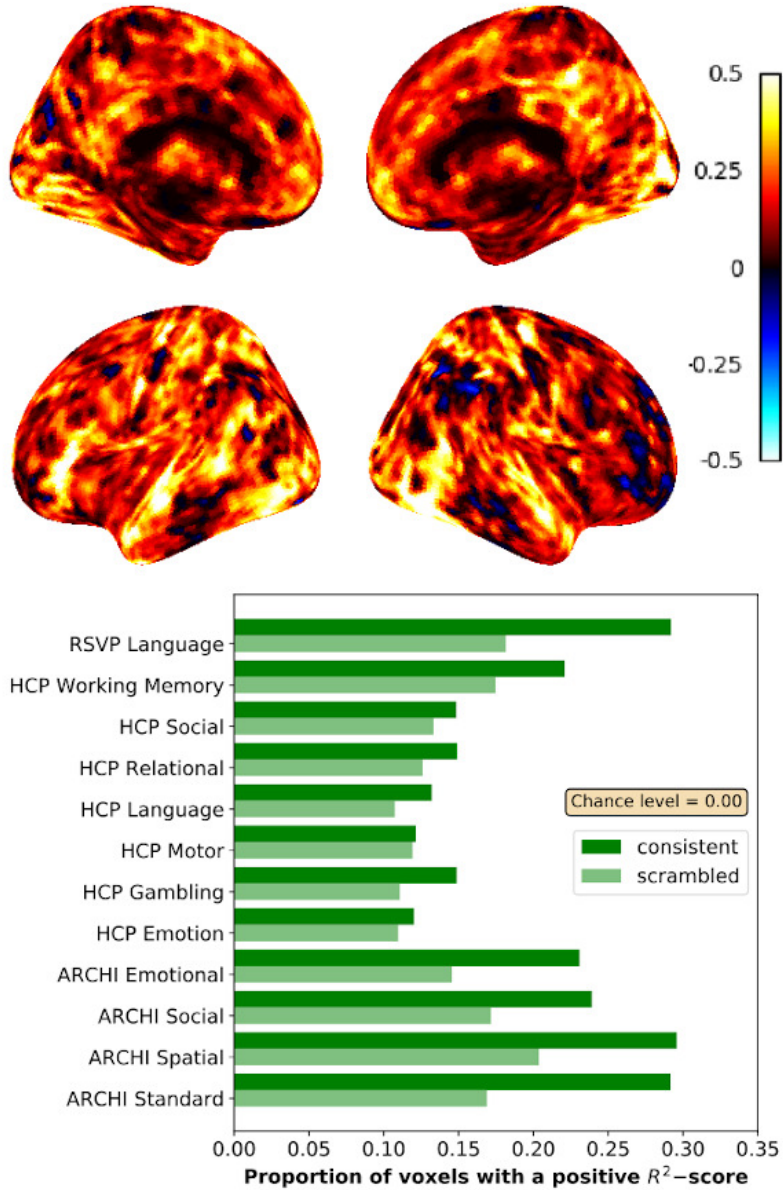 0.5
0.25
0
-0.25
-0.5
RSVP Language
HCP Working Memory
HCP Social
HCP Relational
HCP Language
HCP Motor
HCP Gambling
HCP Emotion
ARCHI Emotional
ARCHI Social
ARCHI Spatial
ARCHI Standard
Chance level = 0.00
consistent
scrambled
0.00 0.05 0.10 0.15 0.20 0.25 0.30 0.35
Proportion of voxels with a positive R²−score